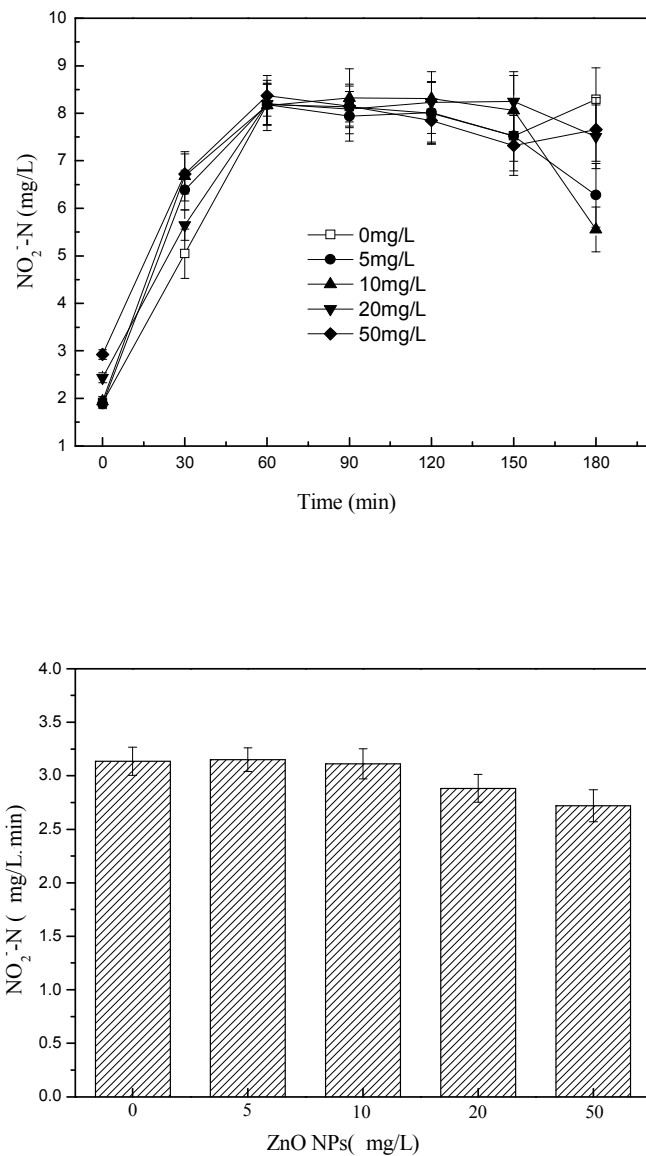 10
9
8
7
6
5
4
3
2
1
NO₂⁻-N (mg/L)
0mg/L
5mg/L
10mg/L
20mg/L
50mg/L
0 30 60 90 120 150 180
Time (min)
4.0
3.5
3.0
2.5
2.0
1.5
1.0
0.5
0.0
NO₂⁻-N ( mg/L.min)
0 5 10 20 50
ZnO NPs( mg/L)